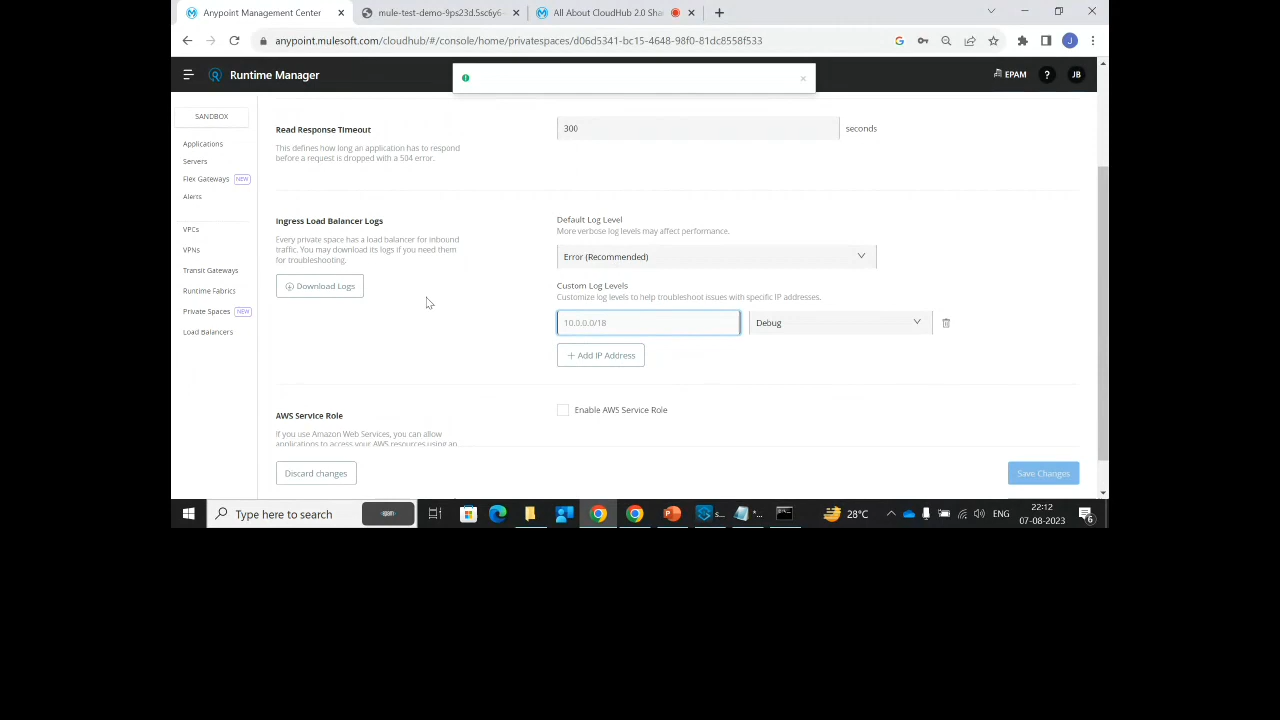 Anypoint Management Center
mule-test-demo-9ps23d.5sc6y6-
All About CloudHub 2.0 Sha
anypoint.mulesoft.com/cloudhub/#/console/home/privatespaces/d06d5341-bc15-4648-98f0-81dc8558f533
J
Runtime Manager
EPAM
?
JB
SANDBOX
Applications
Servers
Flex Gateways NEW
Alerts
VPCs
VPNs
Transit Gateways
Runtime Fabrics
Private Spaces NEW
Load Balancers
Read Response Timeout
This defines how long an application has to respond
before a request is dropped with a 504 error.
300 seconds
Ingress Load Balancer Logs
Every private space has a load balancer for inbound
traffic. You may download its logs if you need them
for troubleshooting.
Download Logs
Default Log Level
More verbose log levels may affect performance.
Error (Recommended)
Custom Log Levels
Customize log levels to help troubleshoot issues with specific IP addresses.
10.0.0.0/18 Debug
+ Add IP Address
AWS Service Role
If you use Amazon Web Services, you can allow
applications to access your AWS resources using an
Enable AWS Service Role
Discard changes
Save Changes
Type here to search
28°C
ENG
22:12
07-08-2023
6